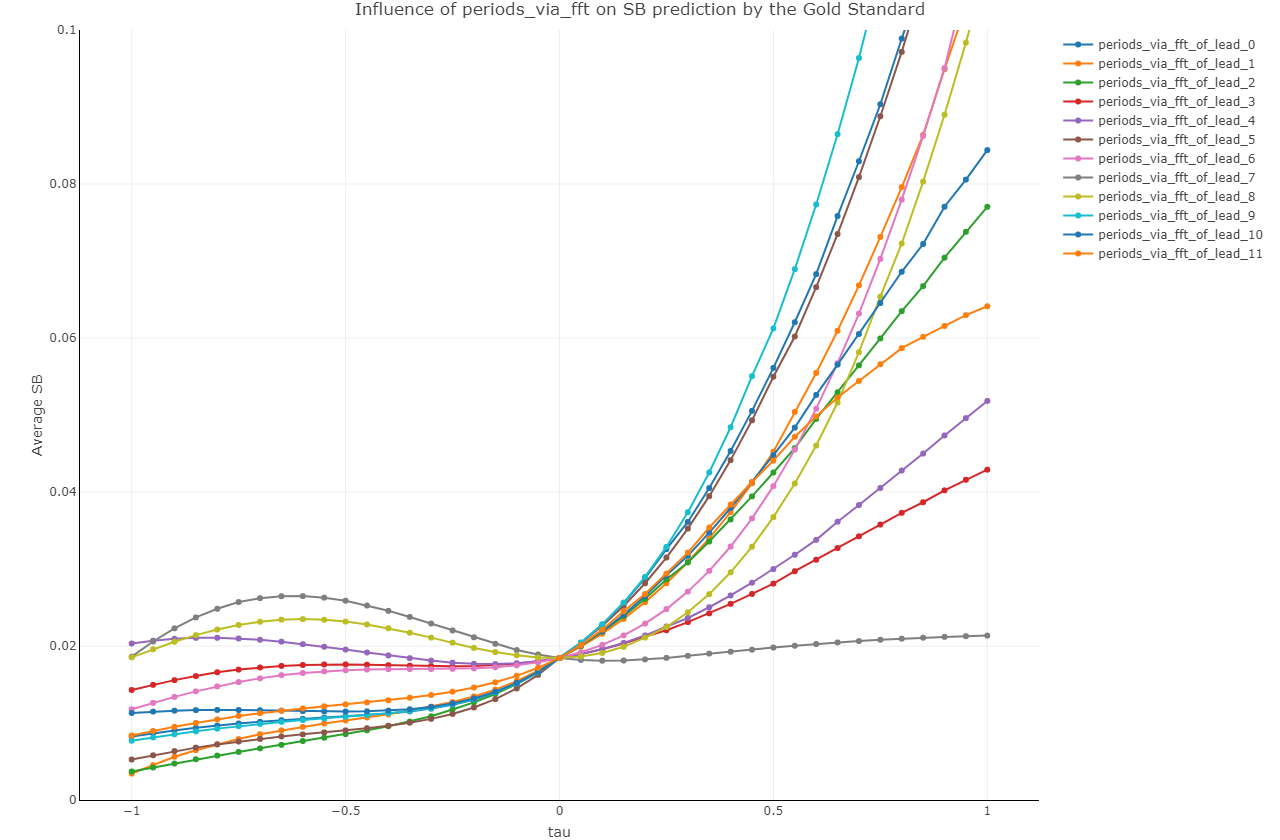 Influence of periods_via_fft on SB prediction by the Gold Standard
0.1
0.08
0.06
0.04
0.02
0
Average SB
−1
−0.5
0
0.5
1
tau
periods_via_fft_of_lead_0
periods_via_fft_of_lead_1
periods_via_fft_of_lead_2
periods_via_fft_of_lead_3
periods_via_fft_of_lead_4
periods_via_fft_of_lead_5
periods_via_fft_of_lead_6
periods_via_fft_of_lead_7
periods_via_fft_of_lead_8
periods_via_fft_of_lead_9
periods_via_fft_of_lead_10
periods_via_fft_of_lead_11